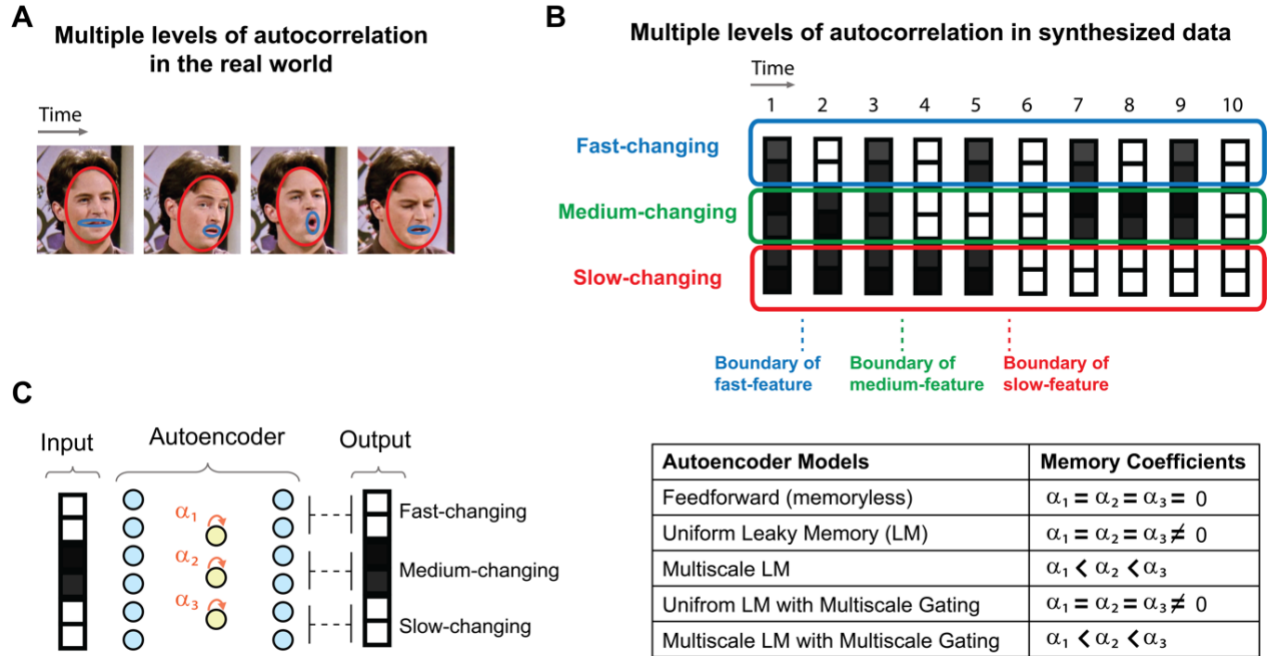 A
Multiple levels of autocorrelation
in the real world
Time
B
Multiple levels of autocorrelation in synthesized data
Time
1 2 3 4 5 6 7 8 9 10
Fast-changing
Medium-changing
Slow-changing
Boundary of
fast-feature
Boundary of
medium-feature
Boundary of
slow-feature
C
Input
Autoencoder
Output
α₁
α₂
α₃
Fast-changing
Medium-changing
Slow-changing
Autoencoder Models Memory Coefficients
Feedforward (memoryless) α₁ = α₂ = α₃ = 0
Uniform Leaky Memory (LM) α₁ = α₂ = α₃ ≠ 0
Multiscale LM α₁ < α₂ < α₃
Unifrom LM with Multiscale Gating α₁ = α₂ = α₃ ≠ 0
Multiscale LM with Multiscale Gating α₁ < α₂ < α₃